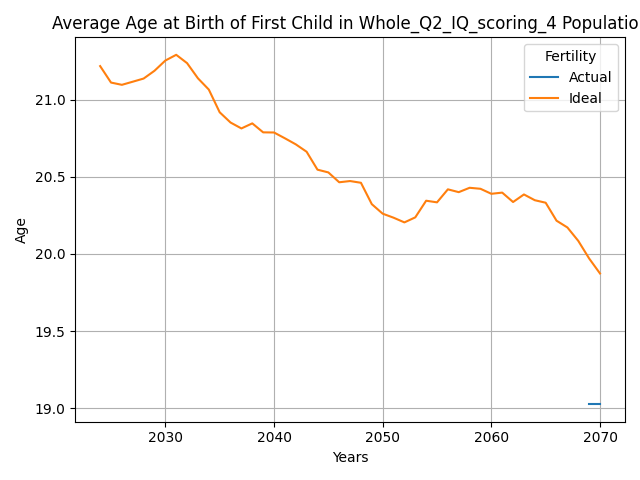 Average Age at Birth of First Child in Whole_Q2_IQ_scoring_4 Populatio
Fertility
Actual
Ideal
21.0
20.5
20.0
19.5
19.0
Age
2030 2040 2050 2060 2070
Years